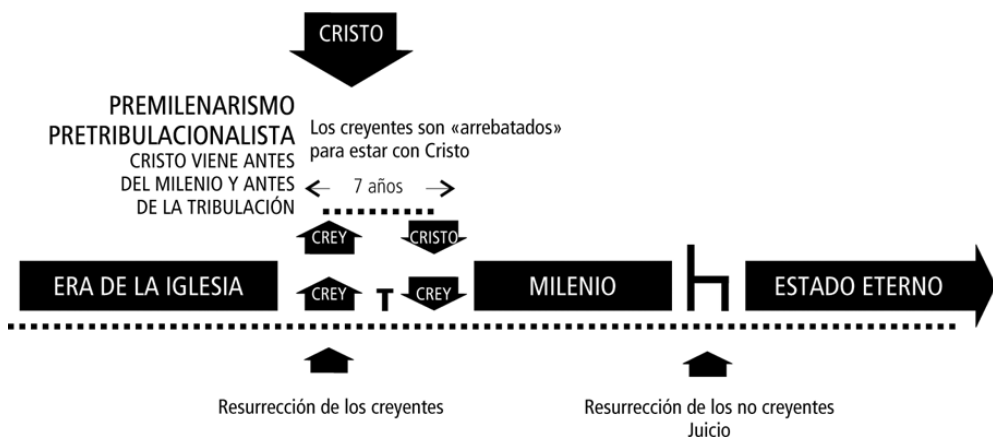 CRISTO
PREMILENARISMO
PRETRIBULACIONALISTA
CRISTO VIENE ANTES
DEL MILENIO Y ANTES
DE LA TRIBULACIÓN
Los creyentes son «arrebatados»
para estar con Cristo
7 años
CREY
CRISTO
ERA DE LA IGLESIA
CREY
T
CREY
MILENIO
ESTADO ETERNO
Resurrección de los creyentes
Resurrección de los no creyentes
Juicio